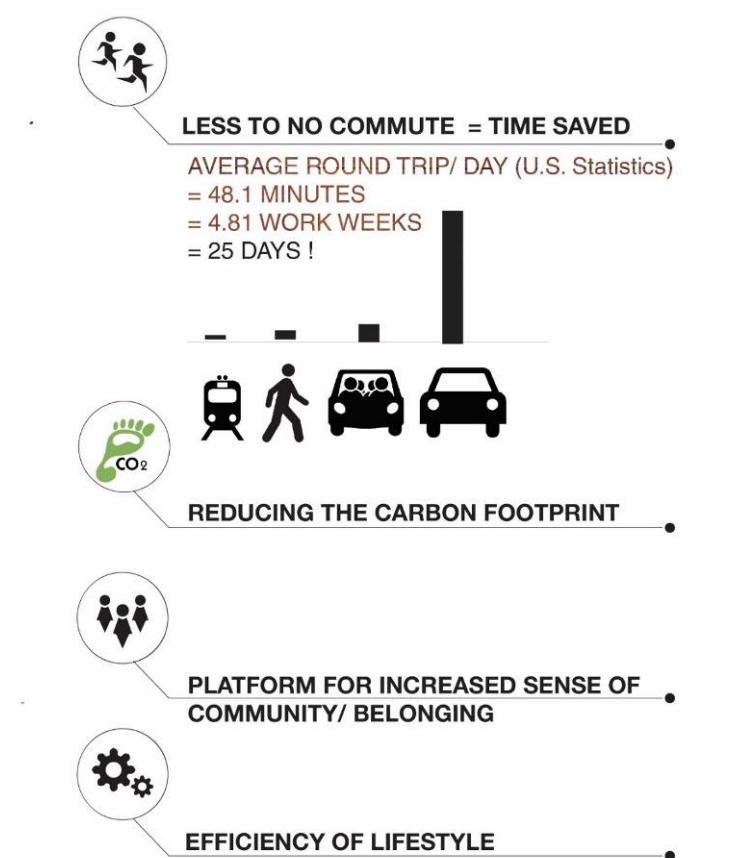 LESS TO NO COMMUTE = TIME SAVED
AVERAGE ROUND TRIP/ DAY (U.S. Statistics)
= 48.1 MINUTES
= 4.81 WORK WEEKS
= 25 DAYS !
CO2
REDUCING THE CARBON FOOTPRINT
PLATFORM FOR INCREASED SENSE OF
COMMUNITY/ BELONGING
EFFICIENCY OF LIFESTYLE